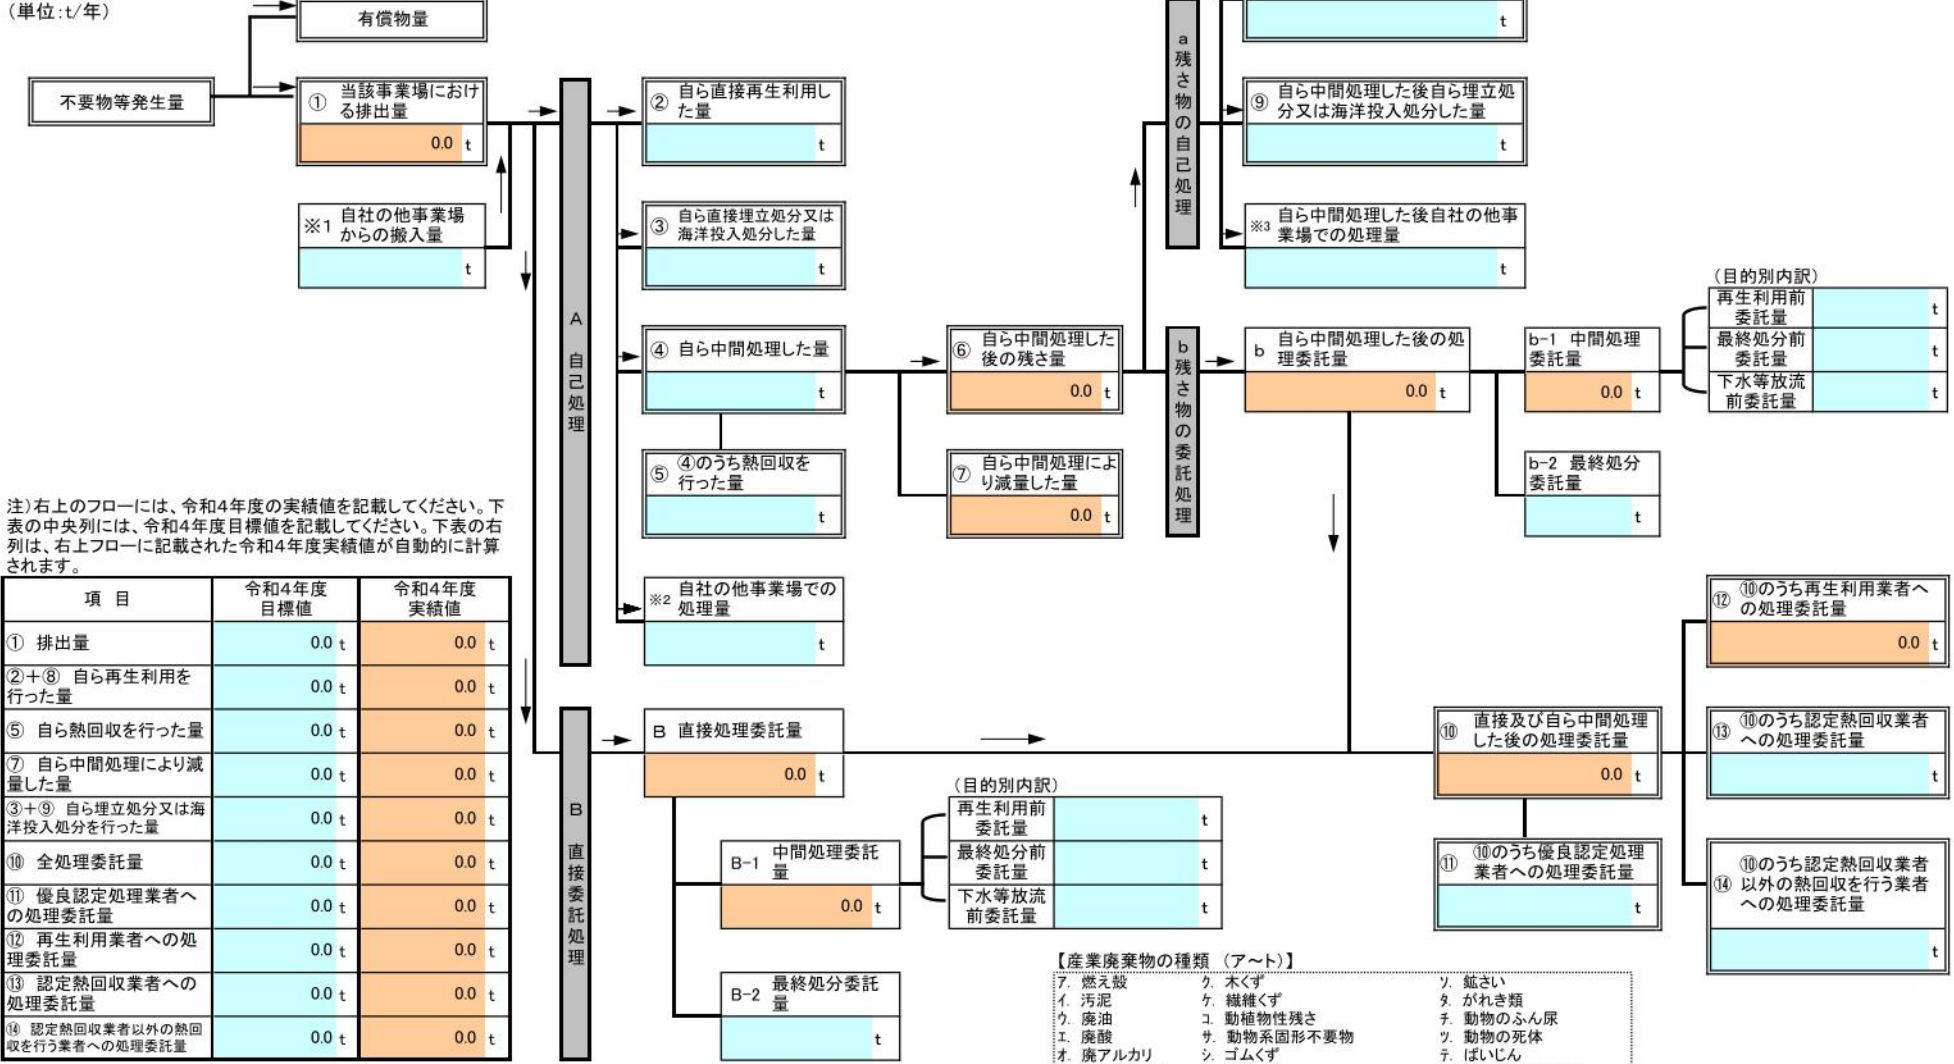 (単位:t/年)
有償物量
不要物等発生量
① 当該事業場におけ
る排出量
0.0 t
※1 自社の他事業場
からの搬入量
t
A 自己処理
② 自ら直接再生利用し
た量
t
③ 自ら直接埋立処分又は
海洋投入処分した量
t
④ 自ら中間処理した量
t
⑤ ④のうち熱回収を
行った量
t
※2 自社の他事業場での
処理量
t
⑥ 自ら中間処理した
後の残さ量
0.0 t
⑦ 自ら中間処理によ
り減量した量
0.0 t
a 残さ物の自己処理
t
⑨ 自ら中間処理した後自ら埋立処
分又は海洋投入処分した量
t
※3 自ら中間処理した後自社の他事
業場での処理量
t
b 残さ物の委託処理
b 自ら中間処理した後の処
理委託量
0.0 t
b-1 中間処理
委託量
0.0 t
b-2 最終処分
委託量
t
(目的別内訳)
再生利用前
委託量 t
最終処分前
委託量 t
下水等放流
前委託量 t
注)右上のフローには、令和4年度の実績値を記載してください。下
表の中央列には、令和4年度目標値を記載してください。下表の右
列は、右上フローに記載された令和4年度実績値が自動的に計算
されます。
項 目 令和4年度
目標値 令和4年度
実績値
① 排出量 0.0 t 0.0 t
②+⑧ 自ら再生利用を
行った量 0.0 t 0.0 t
⑤ 自ら熱回収を行った量 0.0 t 0.0 t
⑦ 自ら中間処理により減
量した量 0.0 t 0.0 t
③+⑨ 自ら埋立処分又は海
洋投入処分を行った量 0.0 t 0.0 t
⑩ 全処理委託量 0.0 t 0.0 t
⑪ 優良認定処理業者へ
の処理委託量 0.0 t 0.0 t
⑫ 再生利用業者への処
理委託量 0.0 t 0.0 t
⑬ 認定熱回収業者への
処理委託量 0.0 t 0.0 t
⑭ 認定熱回収業者以外の熱回
収を行う業者への処理委託量 0.0 t 0.0 t
B 直接委託処理
B 直接処理委託量
0.0 t
B-1 中間処理委託
量
0.0 t
B-2 最終処分委託
量
t
(目的別内訳)
再生利用前
委託量 t
最終処分前
委託量 t
下水等放流
前委託量 t
⑩ 直接及び自ら中間処理
した後の処理委託量
0.0 t
⑪ ⑩のうち優良認定処理
業者への処理委託量
t
⑫ ⑩のうち再生利用業者へ
の処理委託量
0.0 t
⑬ ⑩のうち認定熱回収業者
への処理委託量
t
⑭ ⑩のうち認定熱回収業者
以外の熱回収を行う業者
への処理委託量
t
【産業廃棄物の種類 (ア~ト)】
ア. 燃え殻 ク. 木くず ソ. 鉱さい
イ. 汚泥 ケ. 繊維くず タ. がれき類
ウ. 廃油 コ. 動植物性残さ チ. 動物のふん尿
エ. 廃酸 サ. 動物系固形不要物 ツ. 動物の死体
オ. 廃アルカリ シ. ゴムくず テ. ばいじん